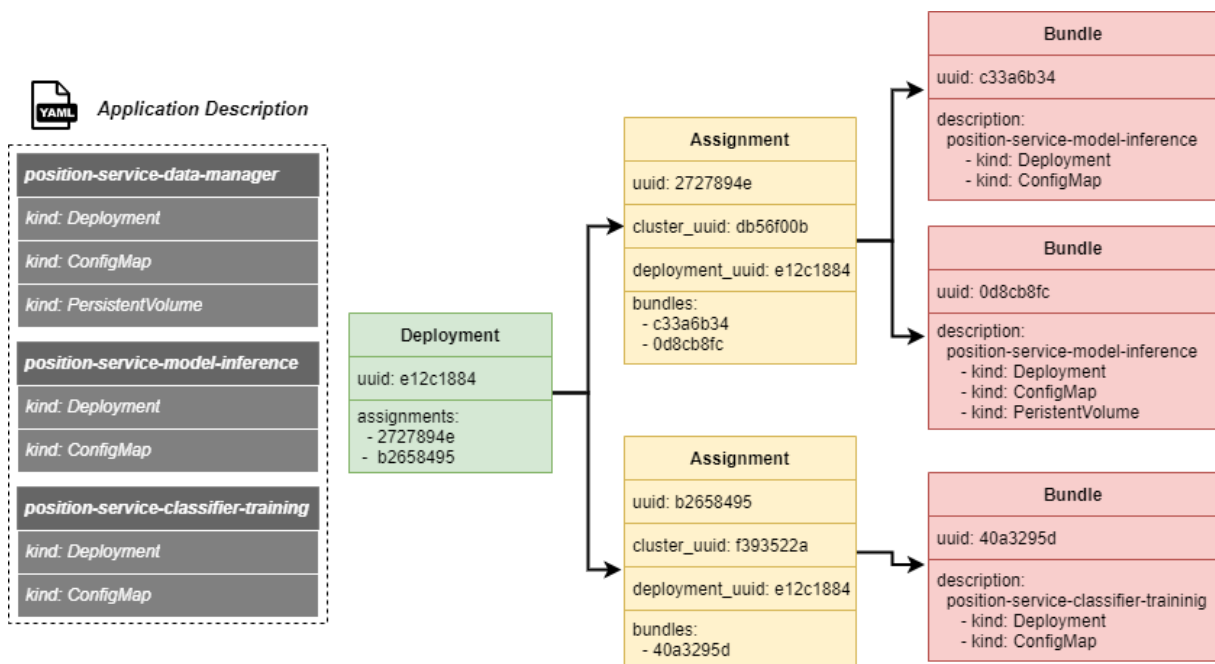 YAML
Application Description
position-service-data-manager
kind: Deployment
kind: ConfigMap
kind: PersistentVolume
position-service-model-inference
kind: Deployment
kind: ConfigMap
position-service-classifier-training
kind: Deployment
kind: ConfigMap
Deployment
uuid: e12c1884
assignments:
- 2727894e
- b2658495
Assignment
uuid: 2727894e
cluster_uuid: db56f00b
deployment_uuid: e12c1884
bundles:
- c33a6b34
- 0d8cb8fc
Assignment
uuid: b2658495
cluster_uuid: f393522a
deployment_uuid: e12c1884
bundles:
- 40a3295d
Bundle
uuid: c33a6b34
description:
position-service-model-inference
- kind: Deployment
- kind: ConfigMap
Bundle
uuid: 0d8cb8fc
description:
position-service-model-inference
- kind: Deployment
- kind: ConfigMap
- kind: PeristentVolume
Bundle
uuid: 40a3295d
description:
position-service-classifier-traininig
- kind: Deployment
- kind: ConfigMap